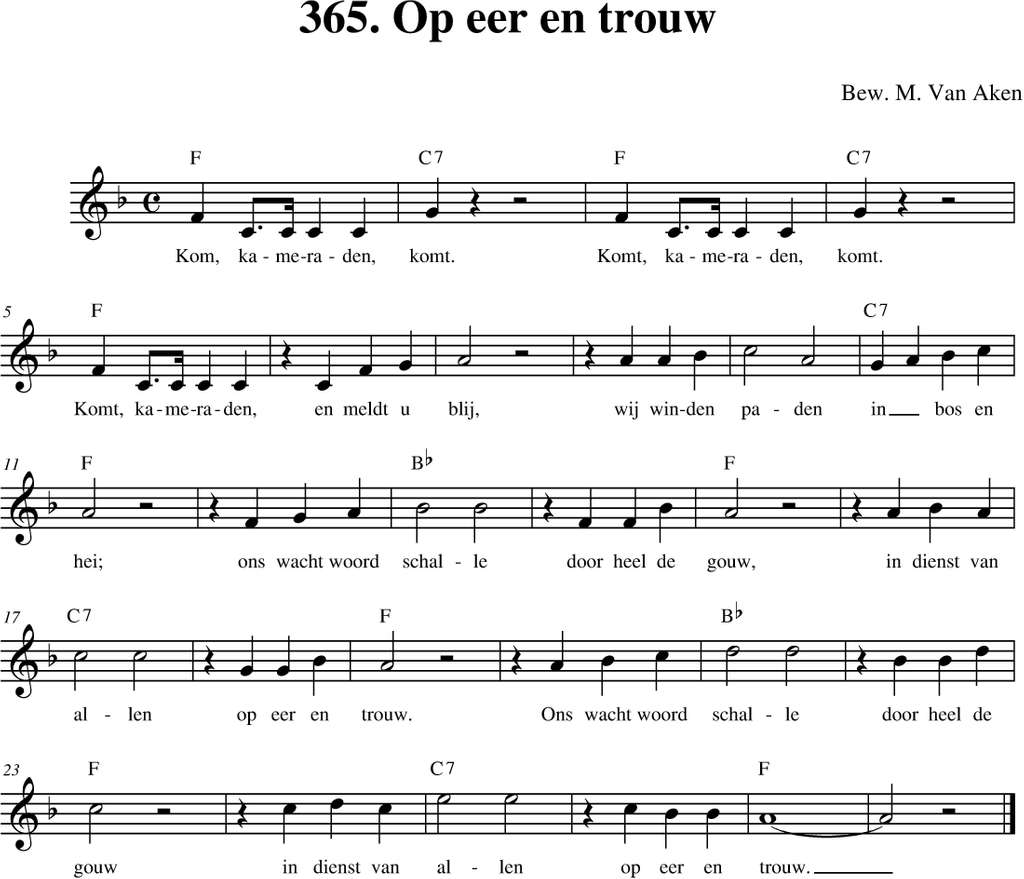 365. Op eer en trouw
Bew. M. Van Aken
F C7 F C7
Kom, ka - me-ra - den, komt. Komt, ka - me-ra - den, komt.
5 F C7
Komt, ka-me-ra-den, en meldt u blij, wij win-den pa - den in bos en
11 F B♭ F
hei; ons wacht woord schal - le door heel de gouw, in dienst van
17 C7 F B♭
al - len op eer en trouw. Ons wacht woord schal - le door heel de
23 F C7 F
gouw in dienst van al - len op eer en trouw.